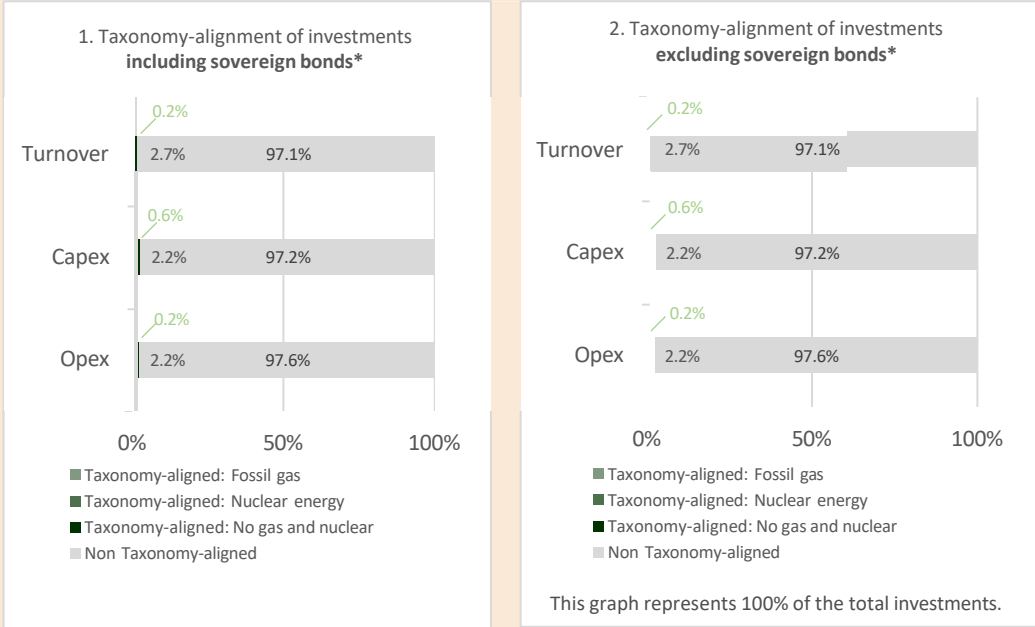 1. Taxonomy-alignment of investments
including sovereign bonds*
0.2%
Turnover 2.7% 97.1%
0.6%
Capex 2.2% 97.2%
0.2%
Opex 2.2% 97.6%
0% 50% 100%
Taxonomy-aligned: Fossil gas
Taxonomy-aligned: Nuclear energy
Taxonomy-aligned: No gas and nuclear
Non Taxonomy-aligned
2. Taxonomy-alignment of investments
excluding sovereign bonds*
0.2%
Turnover 2.7% 97.1%
0.6%
Capex 2.2% 97.2%
0.2%
Opex 2.2% 97.6%
0% 50% 100%
Taxonomy-aligned: Fossil gas
Taxonomy-aligned: Nuclear energy
Taxonomy-aligned: No gas and nuclear
Non Taxonomy-aligned
This graph represents 100% of the total investments.